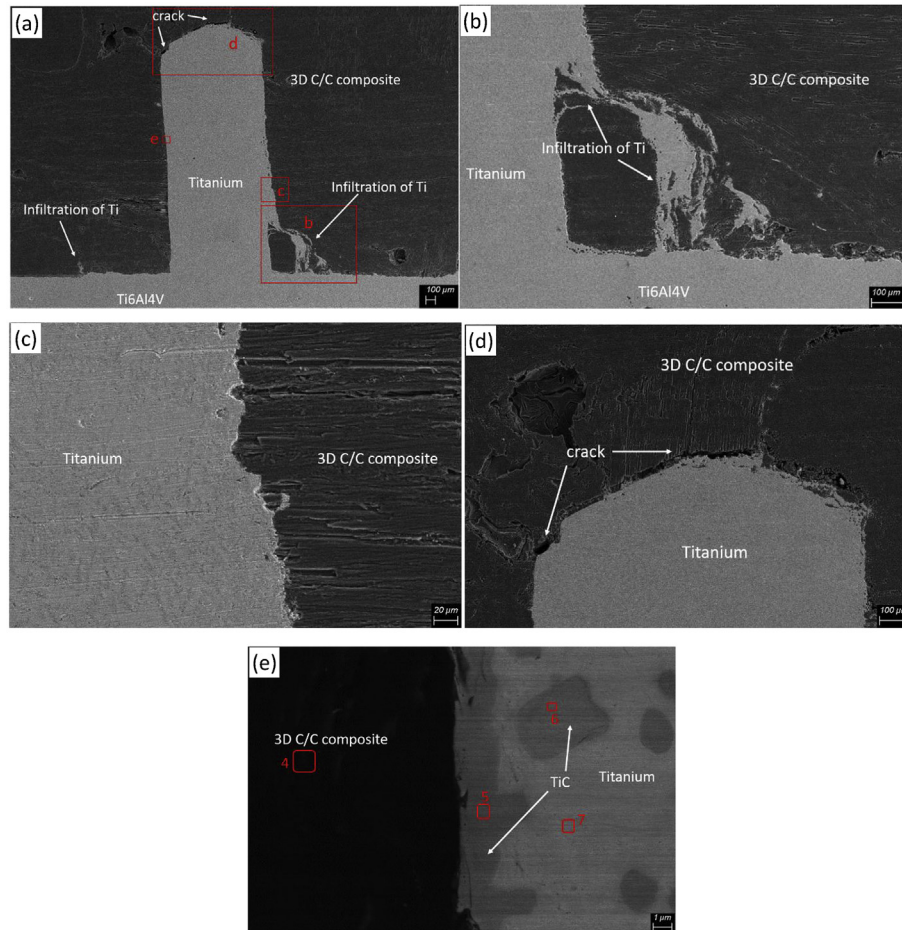 (a)
crack
d
3D C/C composite
e
Titanium
c
Infiltration of Ti
b
Infiltration of Ti
Ti6Al4V
100 µm
(b)
3D C/C composite
Infiltration of Ti
Titanium
Ti6Al4V
100 µm
(c)
Titanium
3D C/C composite
20 µm
(d)
3D C/C composite
crack
Titanium
100 µm
(e)
3D C/C composite
4
6
Titanium
TiC
5
7
1 µm